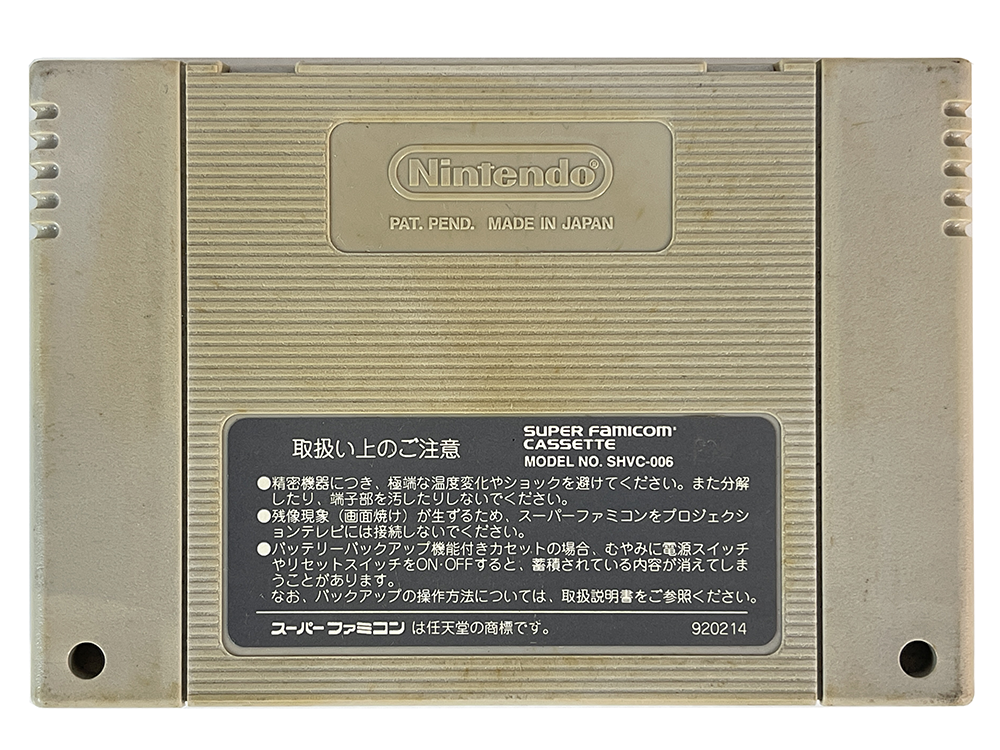 Nintendo®
PAT. PEND. MADE IN JAPAN
取扱い上のご注意
SUPER FAMICOM
CASSETTE
MODEL NO. SHVC-006
●精密機器につき、極端な温度変化やショックを避けてください。また分解
したり、端子部を汚したりしないでください。
●残像現象（画面焼け）が生ずるため、スーパーファミコンをプロジェクシ
ョンテレビには接続しないでください。
●バッテリーバックアップ機能付きカセットの場合、むやみに電源スイッチ
やリセットスイッチをON·OFFすると、蓄積されている内容が消えてしま
うことがあります。
なお、バックアップの操作方法については、取扱説明書をご参照ください。
スーパーファミコンは任天堂の商標です。 920214